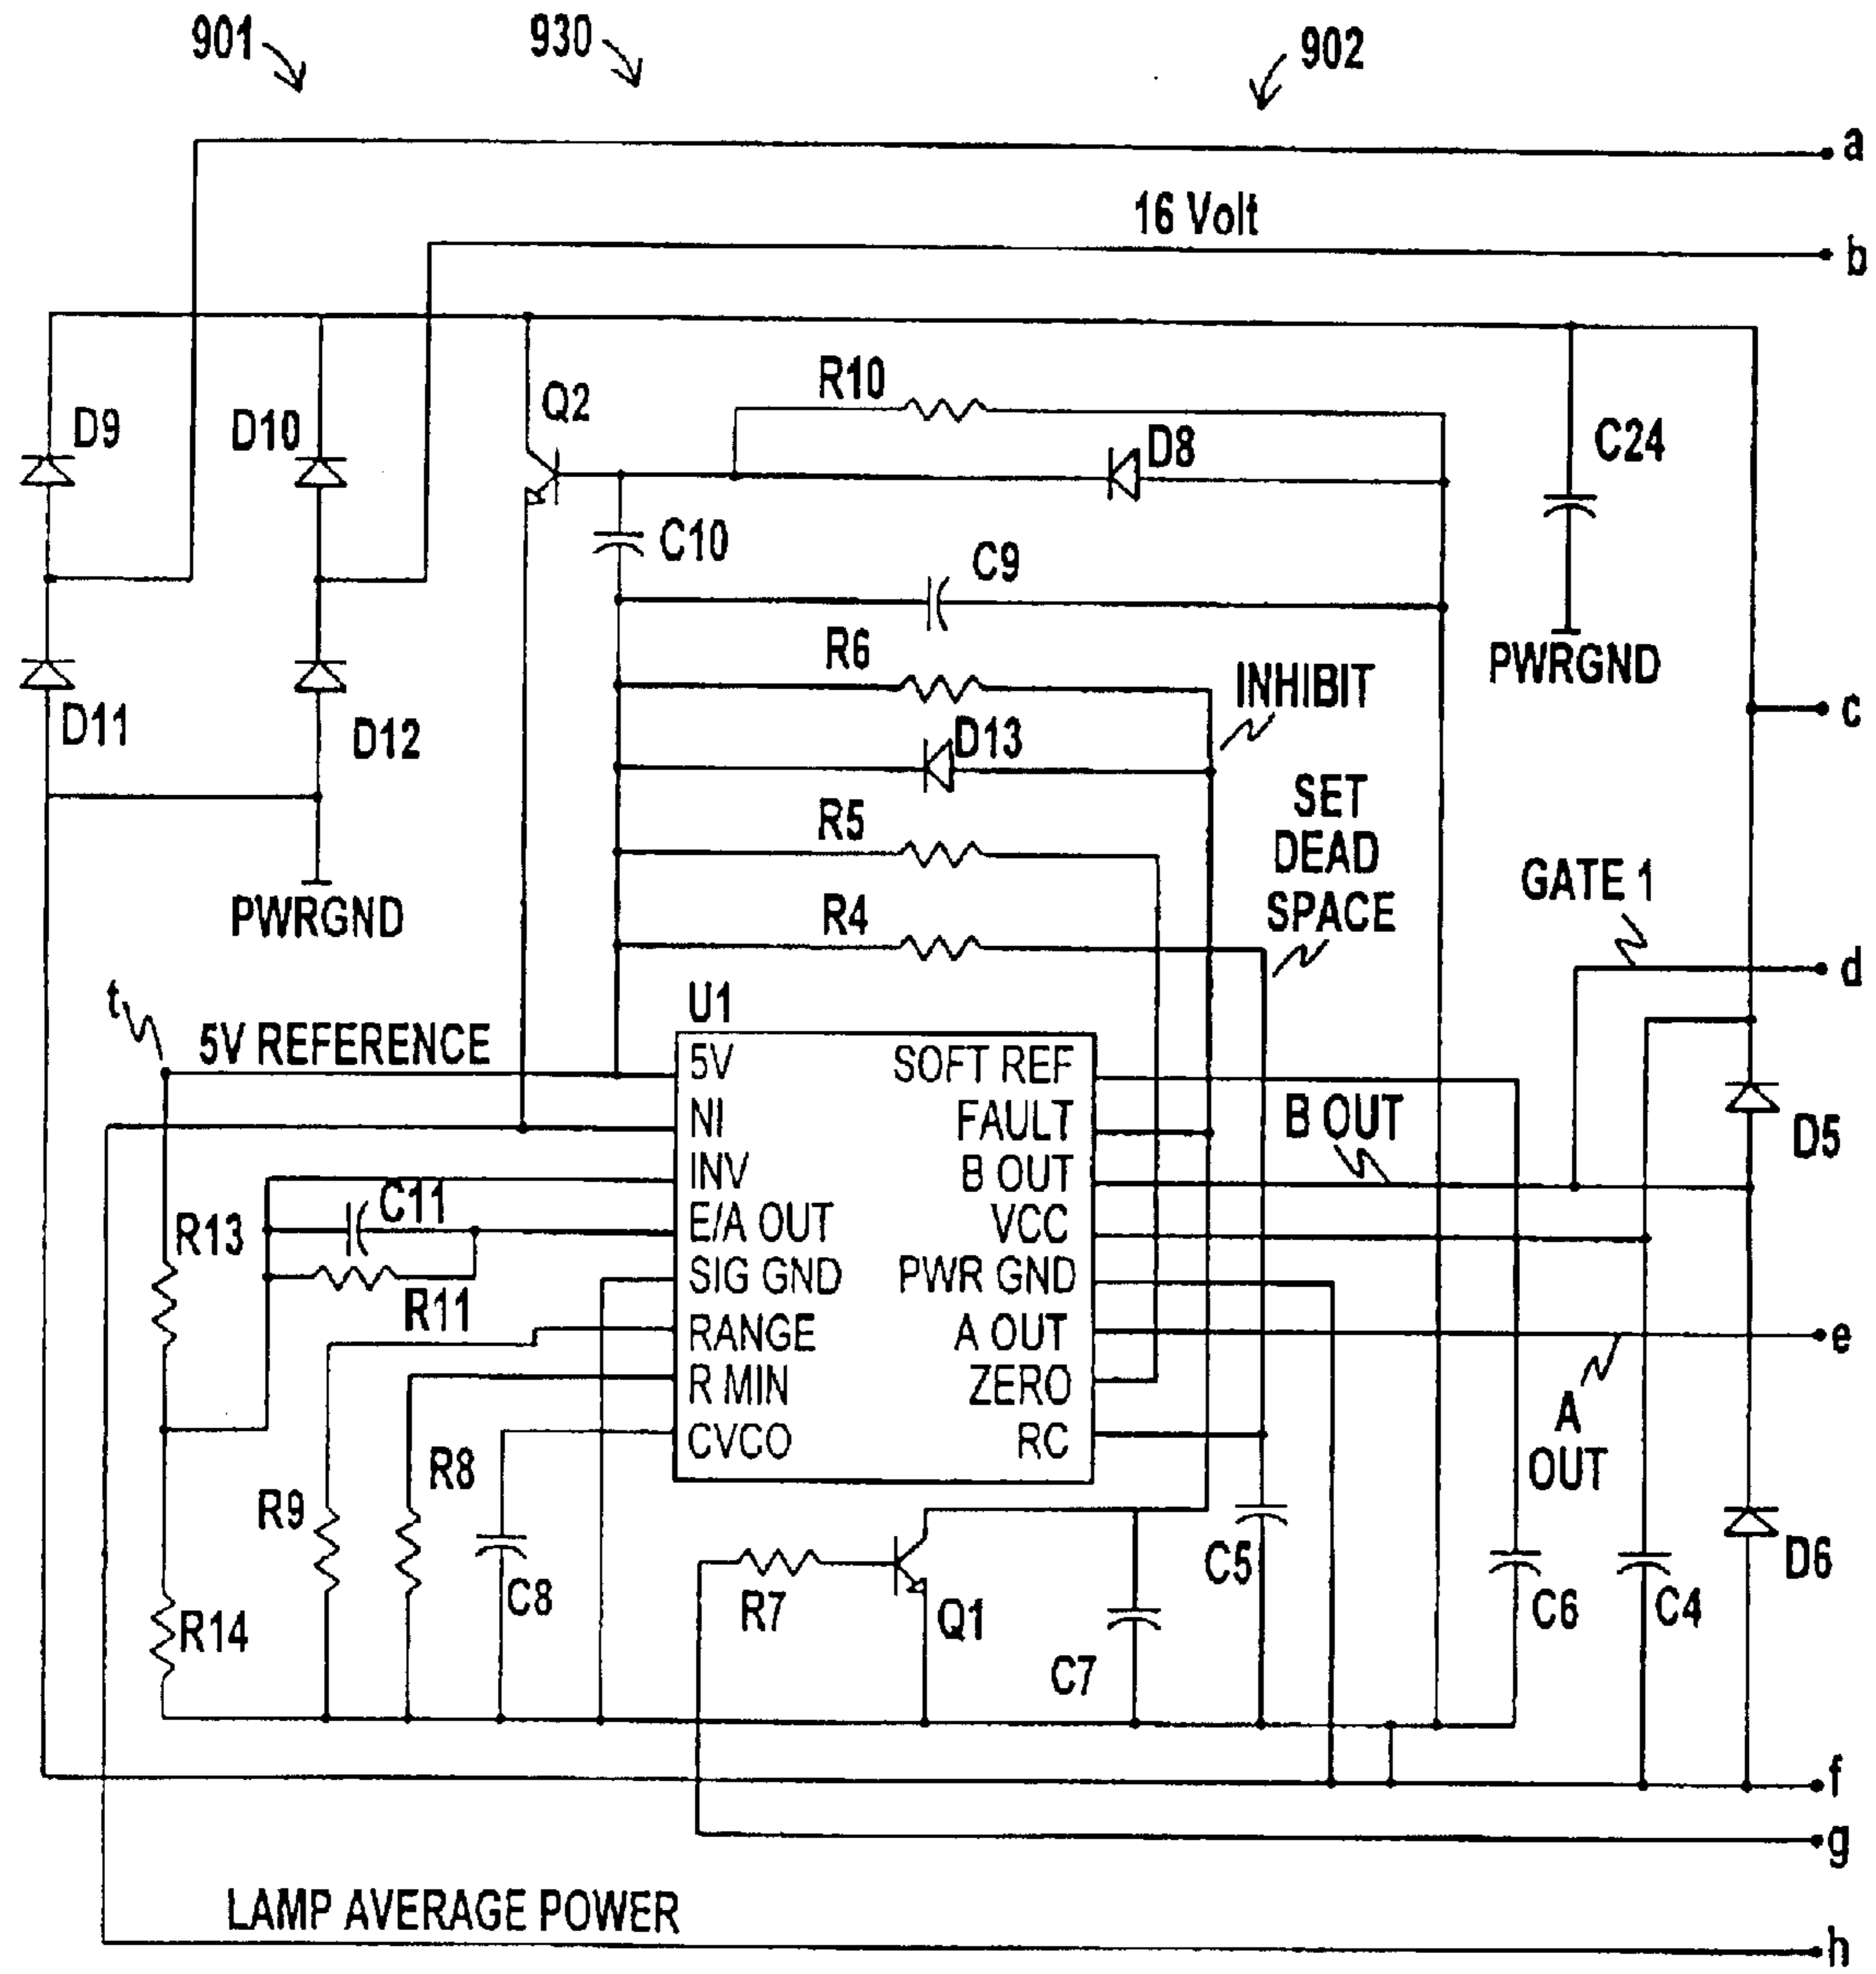 901
930
902
a
16 Volt
b
R10
Q2
D9
D10
D8
C24
C10
C9
R6
PWRGND
INHIBIT
D11
D12
D13
c
SET
DEAD
SPACE
R5
GATE 1
PWRGND
R4
d
t
5V REFERENCE
U1
5V
SOFT REF
NI
FAULT
B OUT
D5
INV
B OUT
C11
E/A OUT
VCC
R13
SIG GND
PWR GND
R11
RANGE
A OUT
e
R MIN
ZERO
A
OUT
CVCO
RC
R8
R9
C5
D6
C8
R7
Q1
C6
C4
R14
C7
f
g
LAMP AVERAGE POWER
h